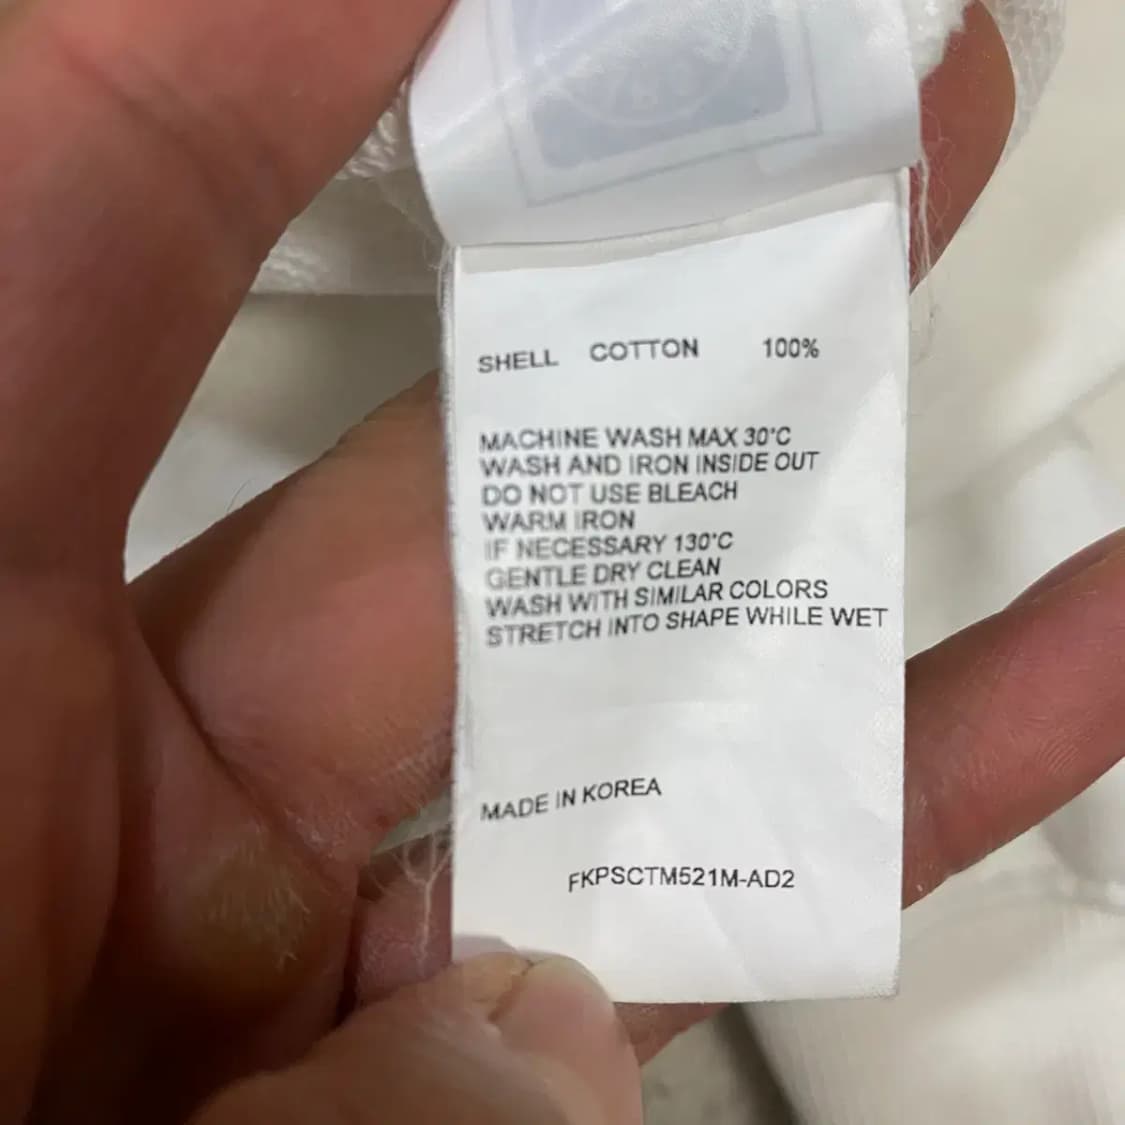 SHELL COTTON 100%
MACHINE WASH MAX 30°C
WASH AND IRON INSIDE OUT
DO NOT USE BLEACH
WARM IRON
IF NECESSARY 130°C
GENTLE DRY CLEAN
WASH WITH SIMILAR COLORS
STRETCH INTO SHAPE WHILE WET
MADE IN KOREA
FKPSCTM521M-AD2